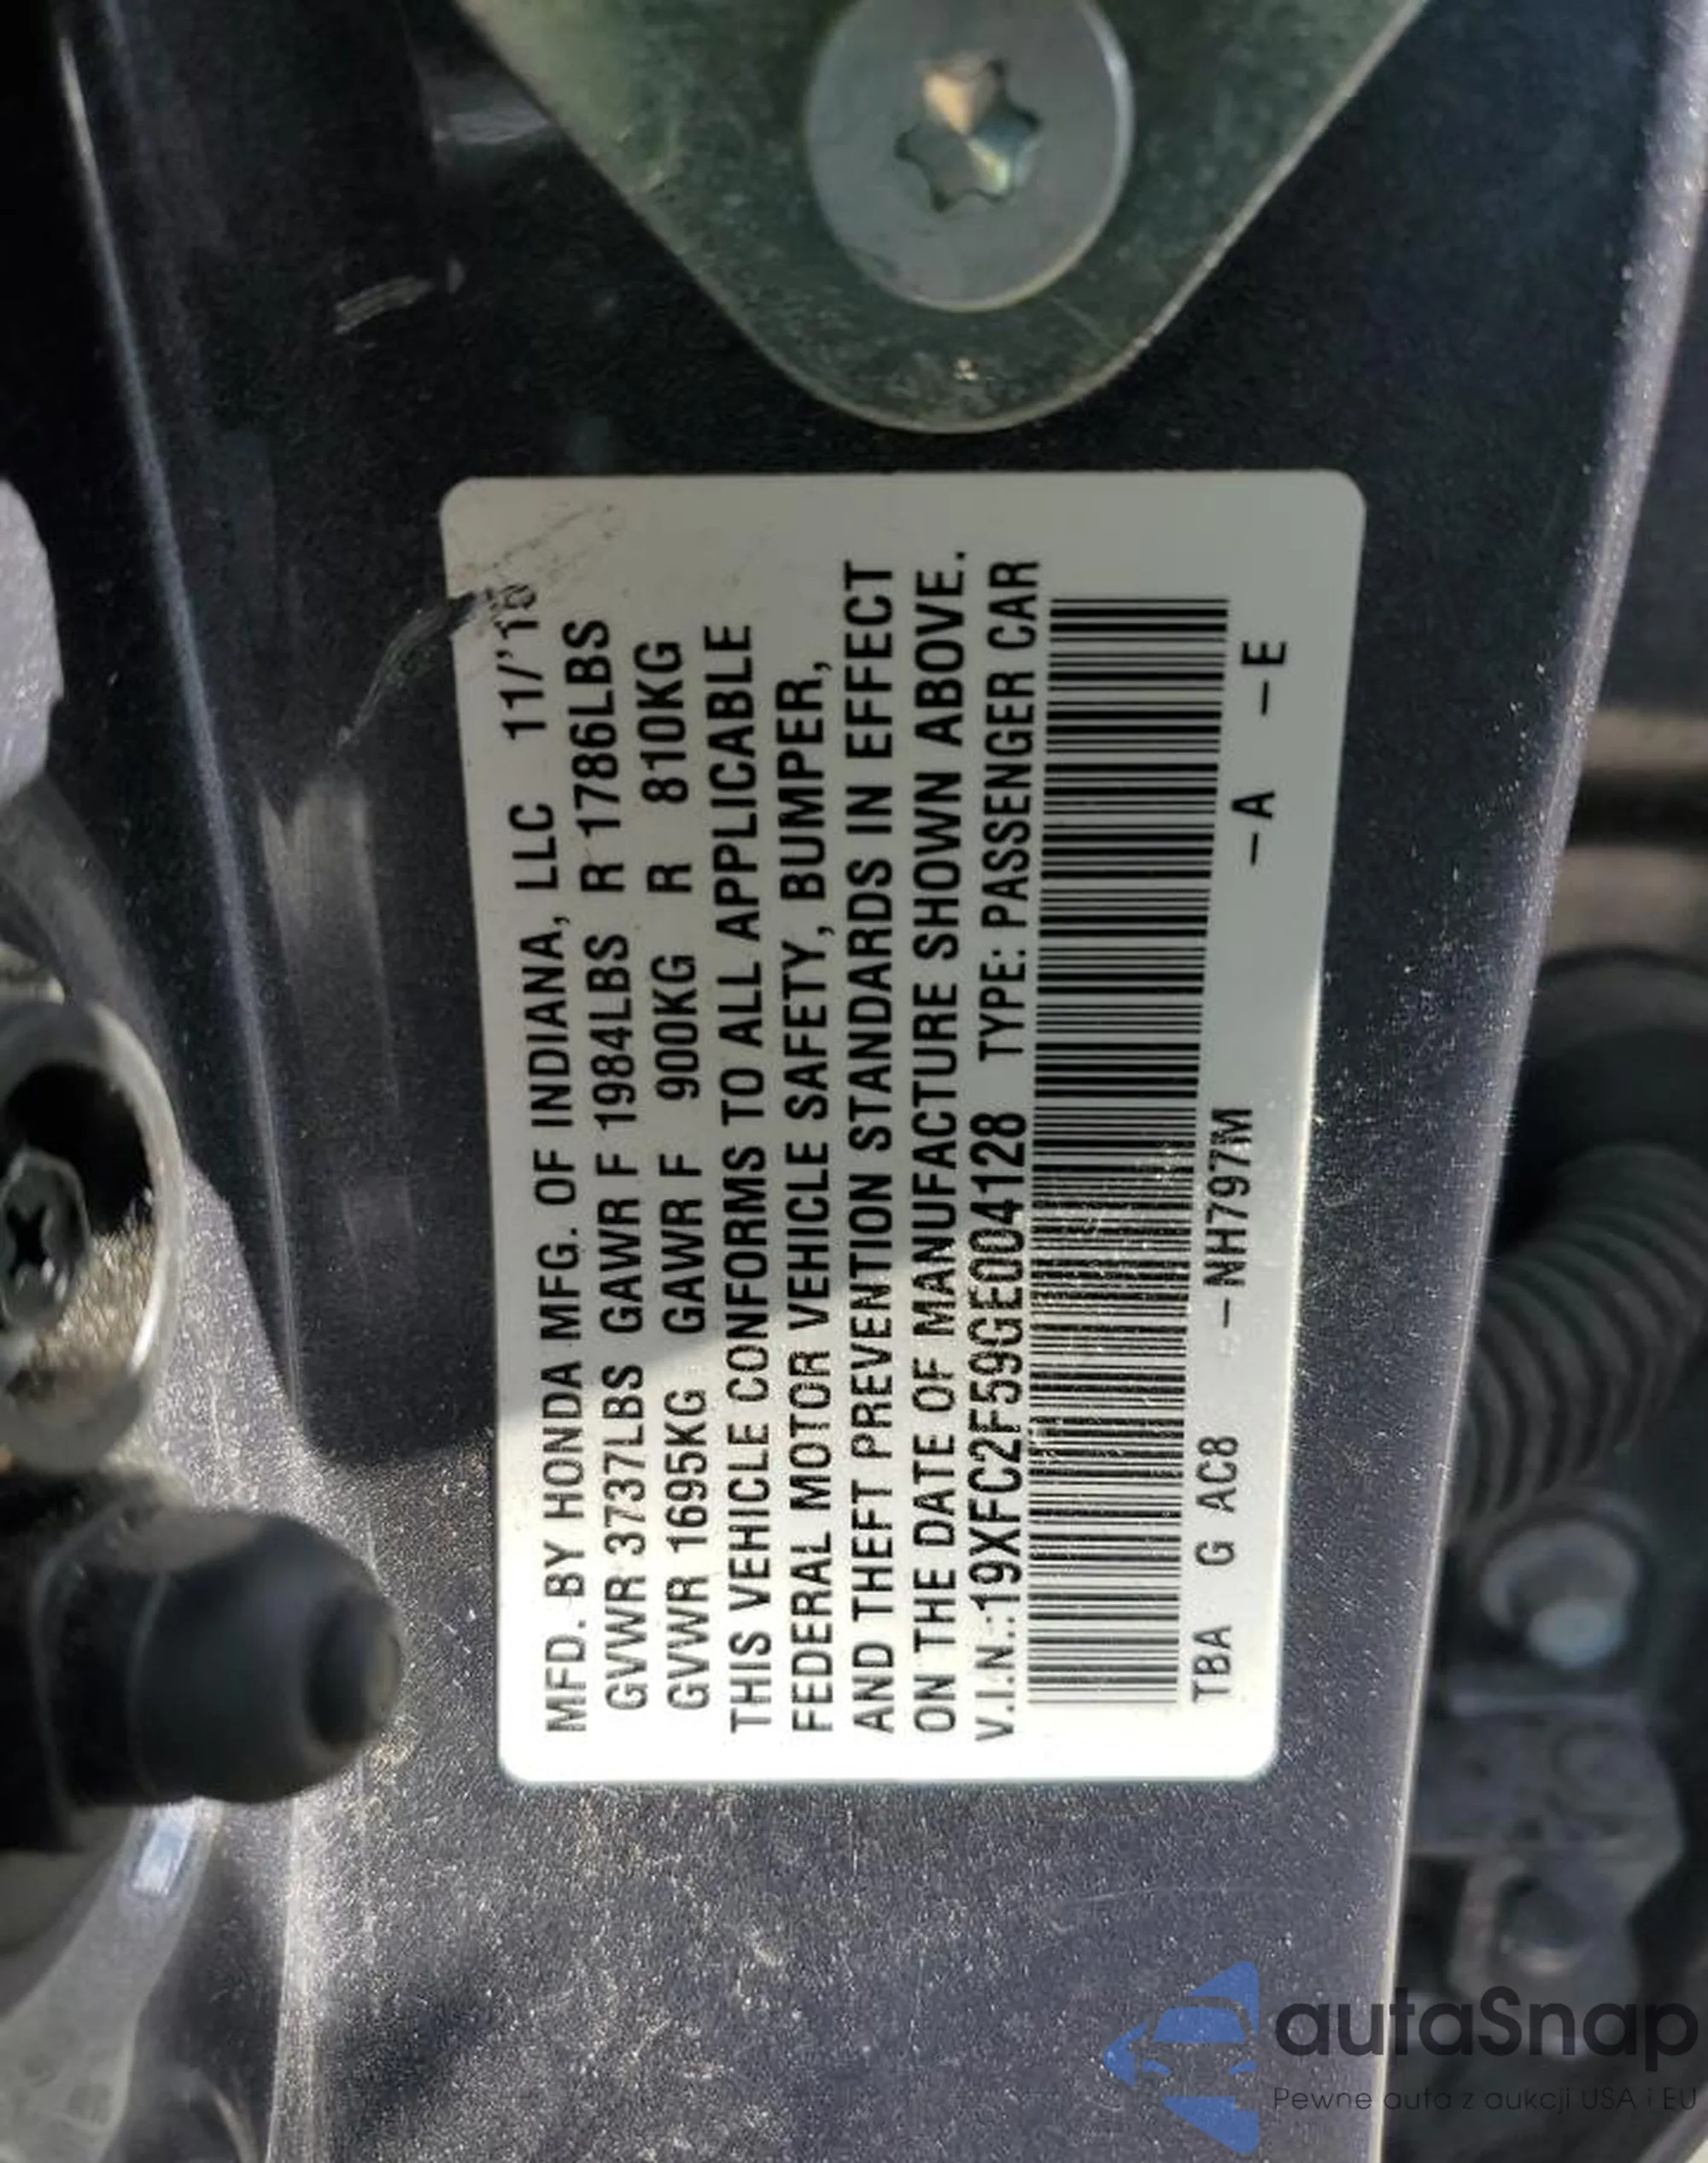 MFD. BY HONDA MFG. OF INDIANA, LLC 11/'
GVWR 3737LBS GAWR F 1984LBS R 1786LBS
GVWR 1695KG GAWR F 900KG R 810KG
THIS VEHICLE CONFORMS TO ALL APPLICABLE
FEDERAL MOTOR VEHICLE SAFETY, BUMPER,
AND THEFT PREVENTION STANDARDS IN EFFECT
ON THE DATE OF MANUFACTURE SHOWN ABOVE.
V.I.N.:19XFC2F59GE004128 TYPE: PASSENGER CAR
TBA G AC8 –NH797M –A –E
autaSnap
Pewne auta z aukcji USA i EU